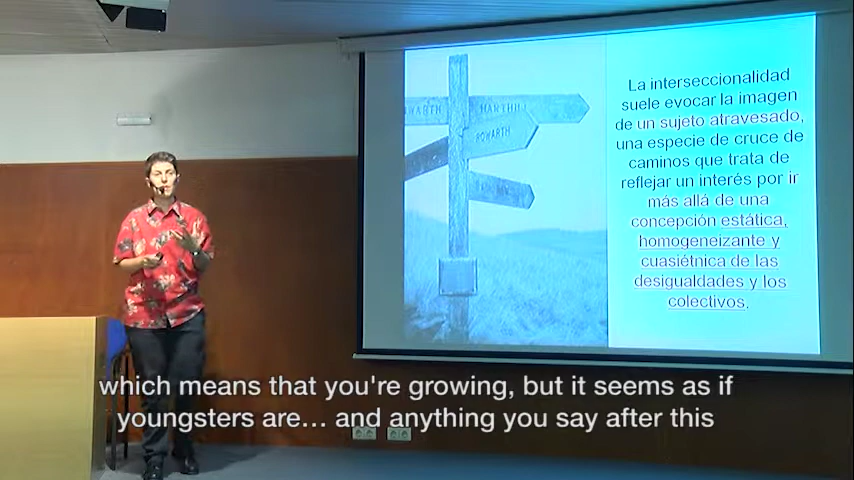 WARTH
HARTHILL
ROWARTH
La interseccionalidad
suele evocar la imagen
de un sujeto atravesado,
una especie de cruce de
caminos que trata de
reflejar un interés por ir
más allá de una
concepción estática,
homogeneizante y
cuasiétnica de las
desigualdades y los
colectivos.
which means that you're growing, but it seems as if
youngsters are... and anything you say after this